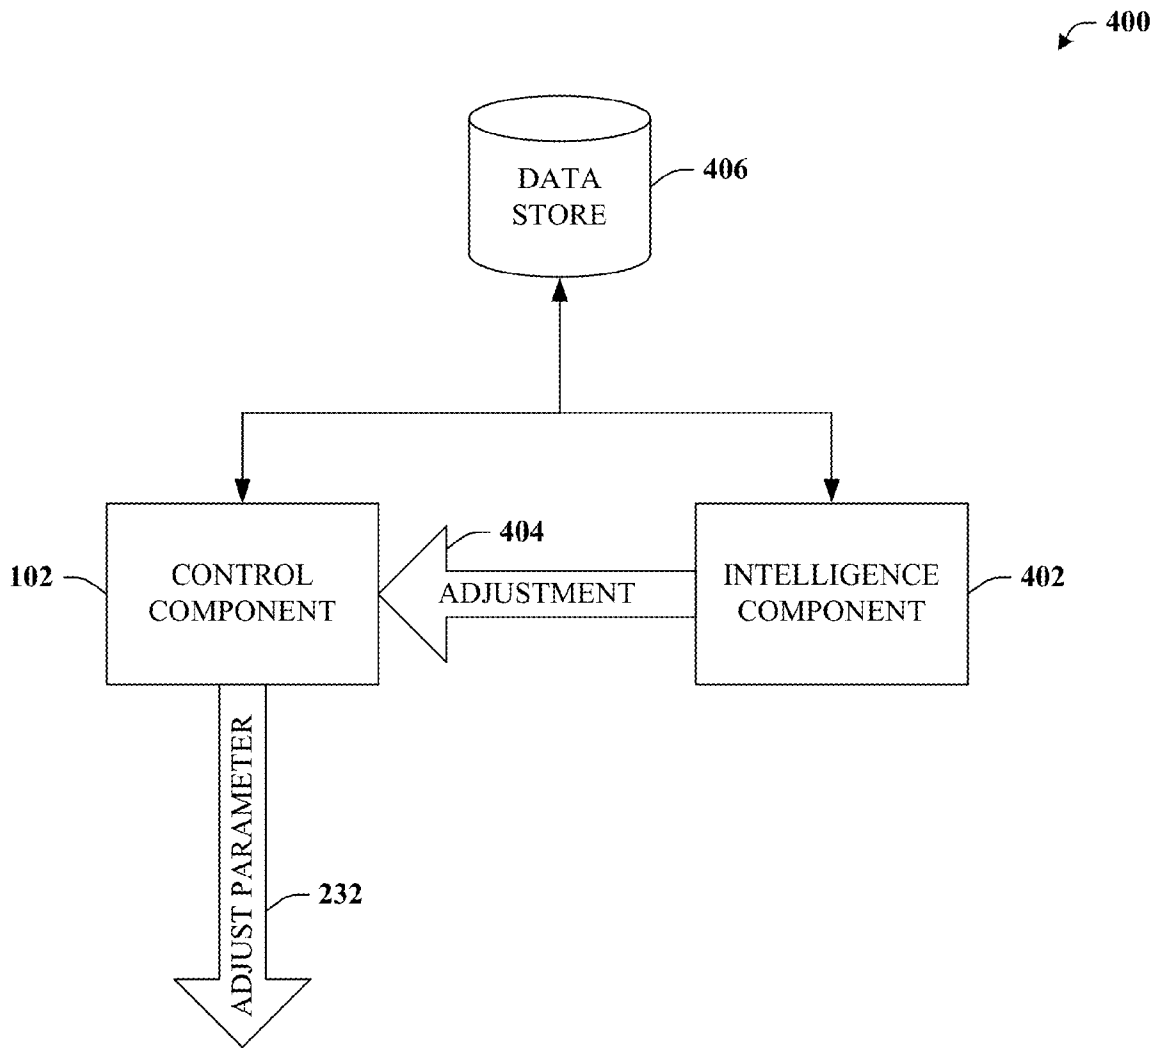 400
DATA
STORE
406
404
102
CONTROL
COMPONENT
ADJUSTMENT
INTELLIGENCE
COMPONENT
402
ADJUST PARAMETER
232